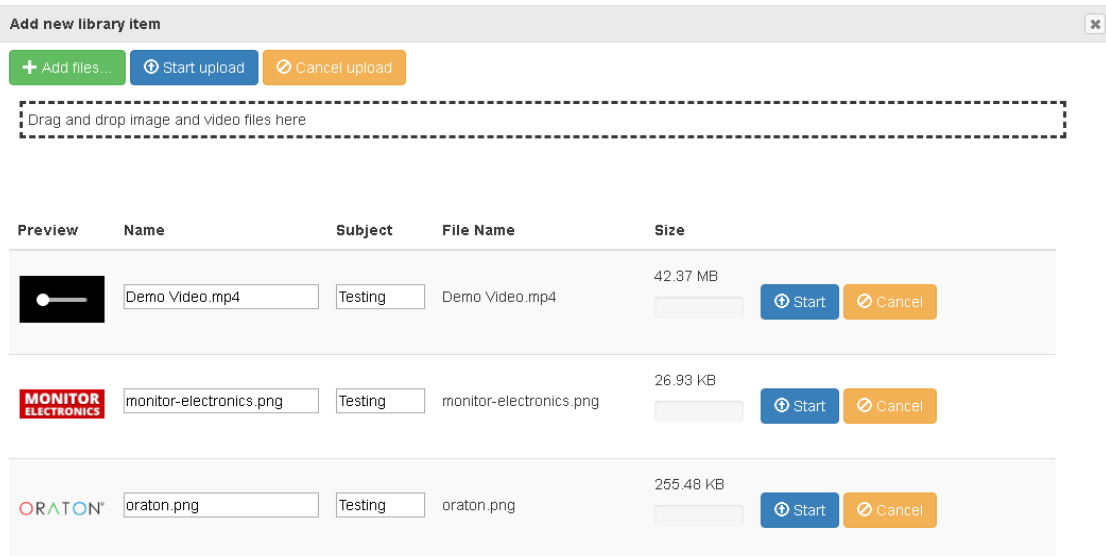 Add new library item
Add files... Start upload Cancel upload
Drag and drop image and video files here
Preview Name Subject File Name Size
Demo Video.mp4 Testing Demo Video.mp4 42.37 MB Start Cancel
MONITOR ELECTRONICS monitor-electronics.png Testing monitor-electronics.png 26.93 KB Start Cancel
ORATON® oraton.png Testing oraton.png 255.48 KB Start Cancel